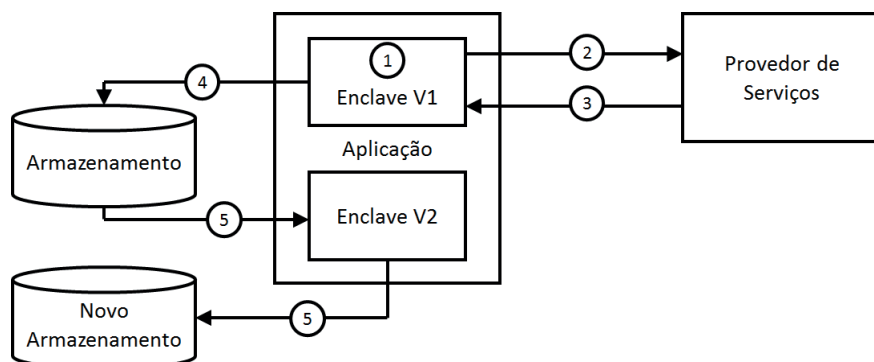 1
Enclave V1
2
Provedor de
Serviços
3
4
Armazenamento
Aplicação
5
Enclave V2
Novo
Armazenamento
5